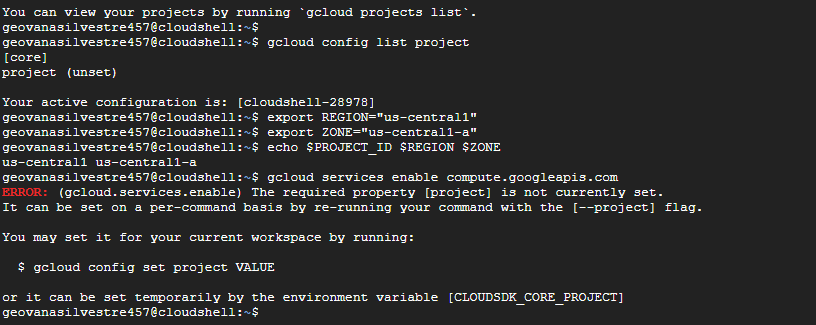 You can view your projects by running `gcloud projects list`.
geovanasilvestre457@cloudshell:~$
geovanasilvestre457@cloudshell:~$ gcloud config list project
[core]
project (unset)
Your active configuration is: [cloudshell-28978]
geovanasilvestre457@cloudshell:~$ export REGION="us-central1"
geovanasilvestre457@cloudshell:~$ export ZONE="us-central1-a"
geovanasilvestre457@cloudshell:~$ echo $PROJECT_ID $REGION $ZONE
us-central1 us-central1-a
geovanasilvestre457@cloudshell:~$ gcloud services enable compute.googleapis.com
ERROR: (gcloud.services.enable) The required property [project] is not currently set.
It can be set on a per-command basis by re-running your command with the [--project] flag.
You may set it for your current workspace by running:
$ gcloud config set project VALUE
or it can be set temporarily by the environment variable [CLOUDSDK_CORE_PROJECT]
geovanasilvestre457@cloudshell:~$